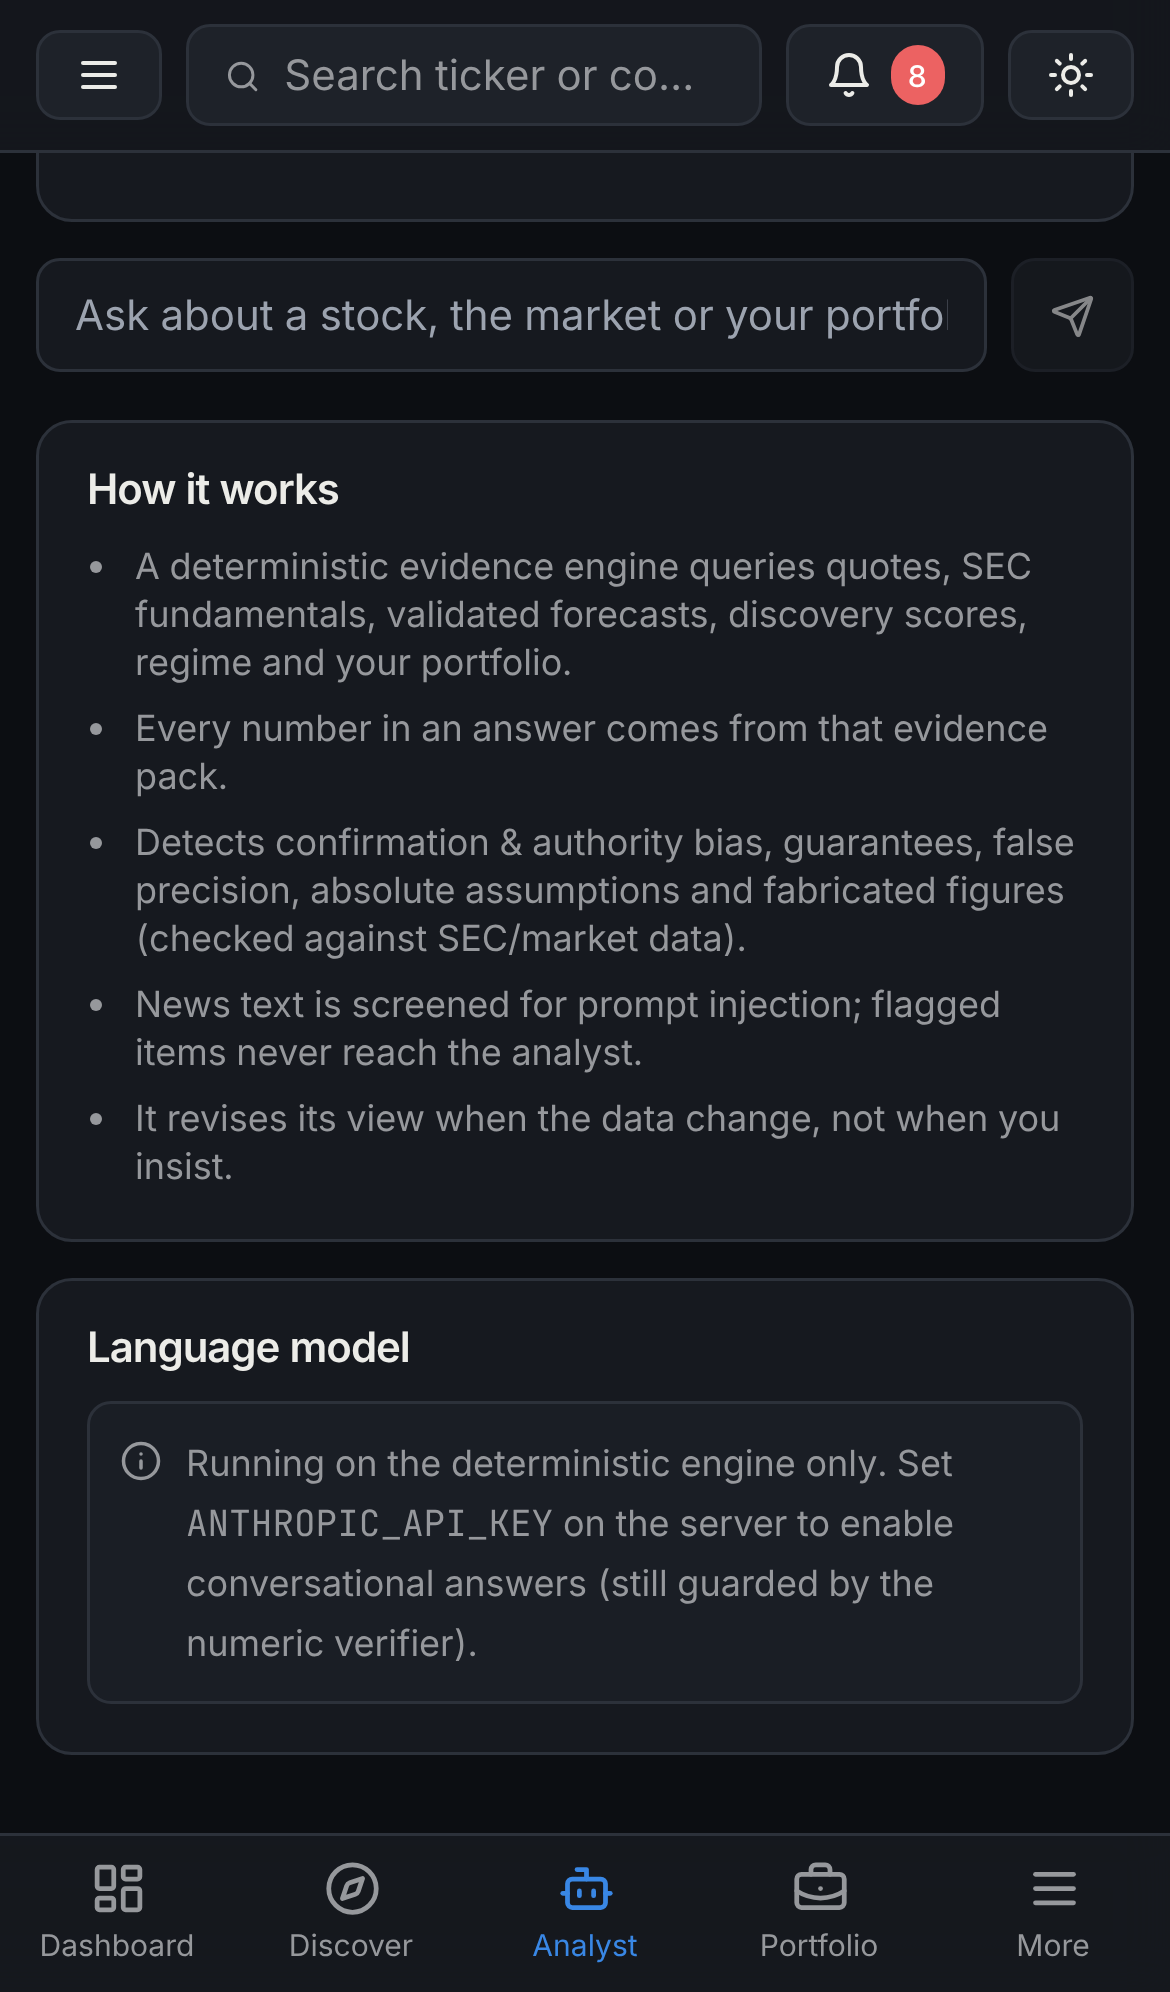 Search ticker or co...
8
Ask about a stock, the market or your portfo
How it works
• A deterministic evidence engine queries quotes, SEC
fundamentals, validated forecasts, discovery scores,
regime and your portfolio.
• Every number in an answer comes from that evidence
pack.
• Detects confirmation & authority bias, guarantees, false
precision, absolute assumptions and fabricated figures
(checked against SEC/market data).
• News text is screened for prompt injection; flagged
items never reach the analyst.
• It revises its view when the data change, not when you
insist.
Language model
Running on the deterministic engine only. Set
ANTHROPIC_API_KEY on the server to enable
conversational answers (still guarded by the
numeric verifier).
Dashboard
Discover
Analyst
Portfolio
More